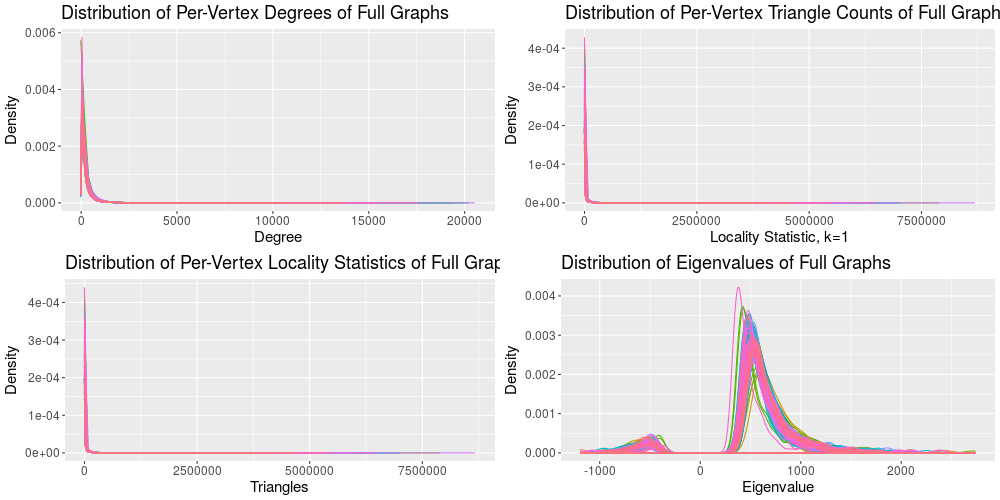 Distribution of Per-Vertex Degrees of Full Graphs
0.006
0.004
0.002
0.000
Density
0 5000 10000 15000 20000
Degree
Distribution of Per-Vertex Triangle Counts of Full Graph
4e-04
3e-04
2e-04
1e-04
0e+00
Density
0 2500000 5000000 7500000
Locality Statistic, k=1
Distribution of Per-Vertex Locality Statistics of Full Grap
4e-04
3e-04
2e-04
1e-04
0e+00
Density
0 2500000 5000000 7500000
Triangles
Distribution of Eigenvalues of Full Graphs
0.004
0.003
0.002
0.001
0.000
Density
-1000 0 1000 2000
Eigenvalue